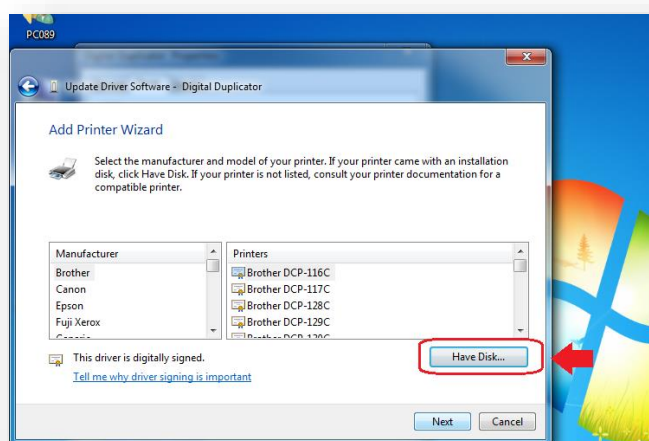 PC089
Update Driver Software - Digital Duplicator
Add Printer Wizard
Select the manufacturer and model of your printer. If your printer came with an installation
disk, click Have Disk. If your printer is not listed, consult your printer documentation for a
compatible printer.
Manufacturer
Brother
Canon
Epson
Fuji Xerox
Generic
Printers
Brother DCP-116C
Brother DCP-117C
Brother DCP-128C
Brother DCP-129C
This driver is digitally signed.
Have Disk...
Tell me why driver signing is important
Next
Cancel